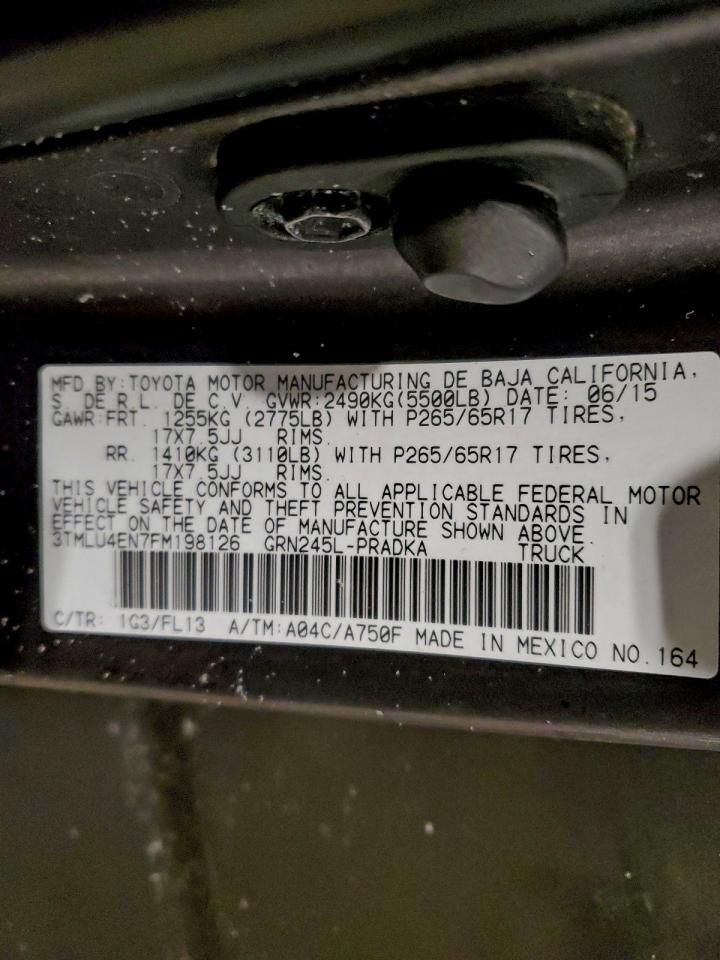 MFD. BY: TOYOTA MOTOR MANUFACTURING DE BAJA CALIFORNIA,
S. DE R.L. DE C.V. GVWR:2490KG(5500LB) DATE: 06/15
GAWR:FRT. 1255KG (2775LB) WITH P265/65R17 TIRES,
17X7.5JJ RIMS.
RR. 1410KG (3110LB) WITH P265/65R17 TIRES,
17X7.5JJ RIMS.
THIS VEHICLE CONFORMS TO ALL APPLICABLE FEDERAL MOTOR
VEHICLE SAFETY AND THEFT PREVENTION STANDARDS IN
EFFECT ON THE DATE OF MANUFACTURE SHOWN ABOVE.
3TMLU4EN7FM198126 GRN245L-PRADKA TRUCK
C/TR: 1G3/FL13 A/TM:A04C/A750F MADE IN MEXICO NO.164